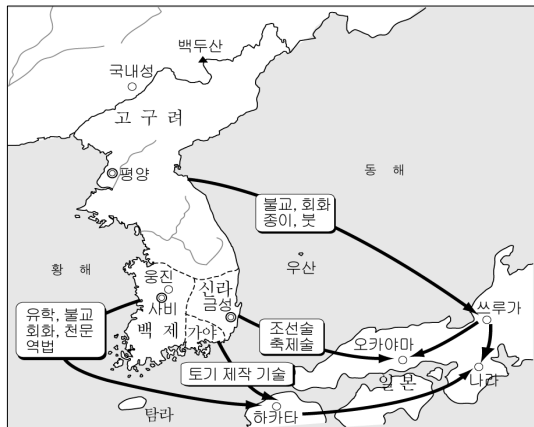 백두산
국내성
고구려
평양
동 해
불교, 회화
종이, 붓
황 해
우산
웅진
신라
사비
금성
쓰루가
유학, 불교
회화, 천문
역법
백 제
가야
조선술
축제술
오카야마
토기 제작 기술
일 본
나라
탐라
하카타